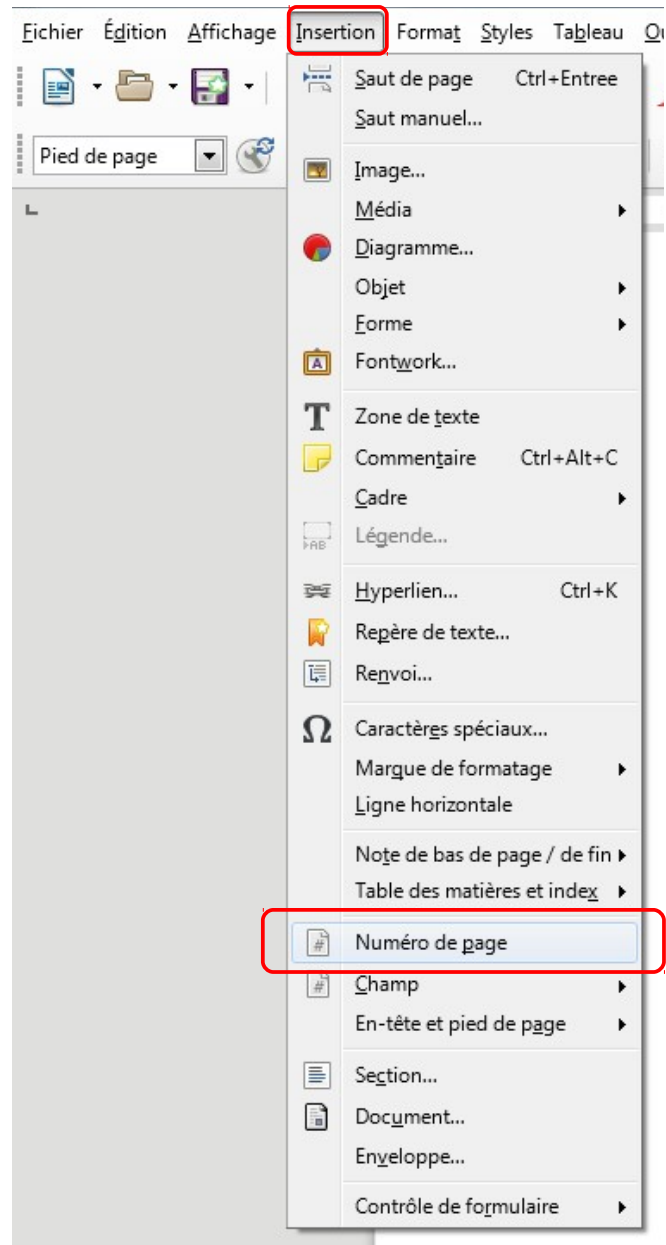 Fichier Édition Affichage Insertion Format Styles Tableau
Pied de page
Saut de page Ctrl+Entree
Saut manuel...
Image...
Média
Diagramme...
Objet
Forme
Fontwork...
Zone de texte
Commentaire Ctrl+Alt+C
Cadre
Légende...
Hyperlien... Ctrl+K
Repère de texte...
Renvoi...
Caractères spéciaux...
Marque de formatage
Ligne horizontale
Note de bas de page / de fin
Table des matières et index
Numéro de page
Champ
En-tête et pied de page
Section...
Document...
Enveloppe...
Contrôle de formulaire